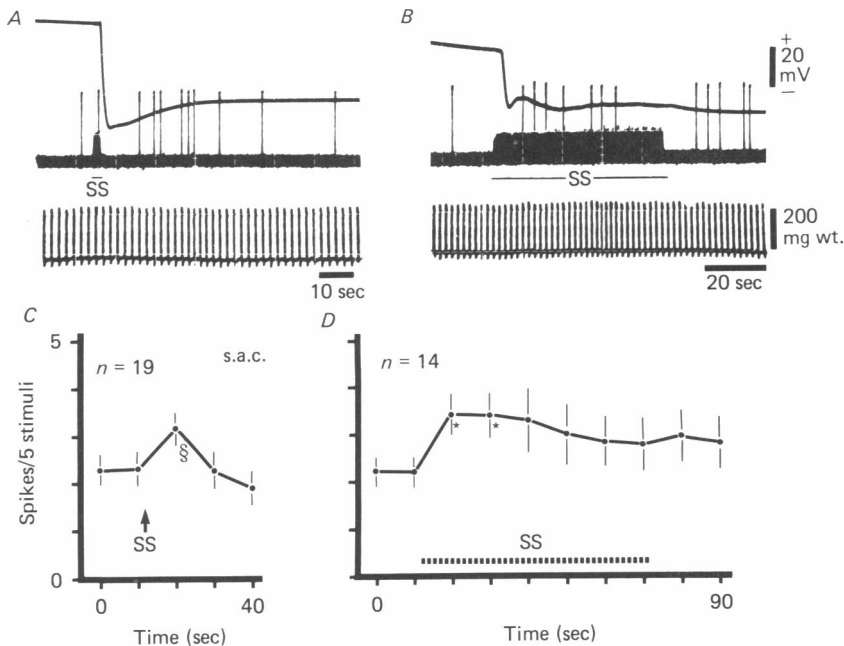 A
B
+
20
mV
−
SS
SS
200
mg wt.
10 sec
20 sec
C
D
5
n = 19
s.a.c.
n = 14
Spikes/5 stimuli
§
*
*
SS
SS
0
0
40
0
90
Time (sec)
Time (sec)